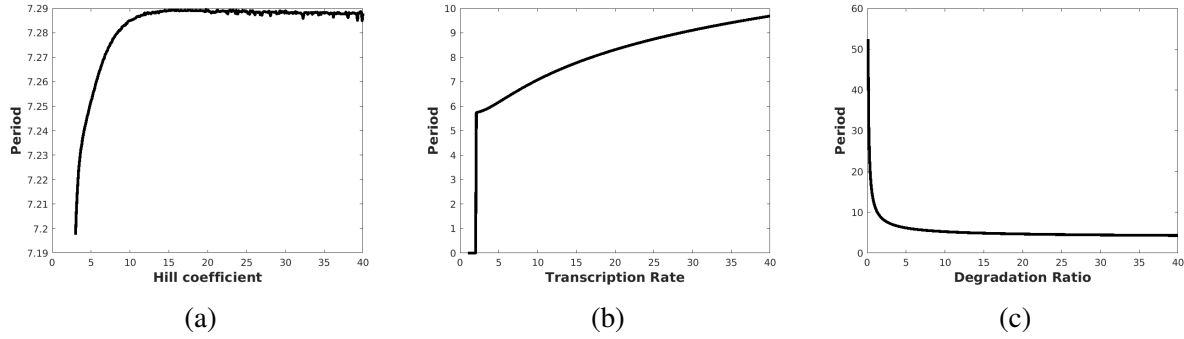 7.29
7.28
7.27
7.26
7.25
7.24
7.23
7.22
7.21
7.2
7.19
Period
0 5 10 15 20 25 30 35 40
Hill coefficient
(a)
10
9
8
7
6
5
4
3
2
1
0
Period
0 5 10 15 20 25 30 35 40
Transcription Rate
(b)
60
50
40
30
20
10
0
Period
0 5 10 15 20 25 30 35 40
Degradation Ratio
(c)